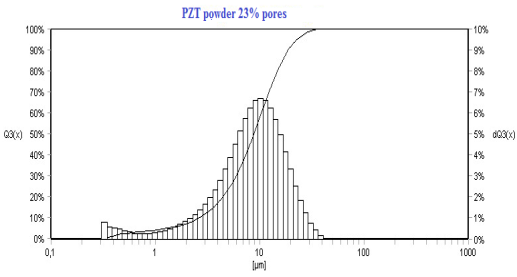 PZT powder 23% pores
100% 10%
90% 9%
80% 8%
70% 7%
60% 6%
Q3(x) 50% 5% dQ3(x)
40% 4%
30% 3%
20% 2%
10% 1%
0% 0%
0,1 1 10 100 1000
[µm]